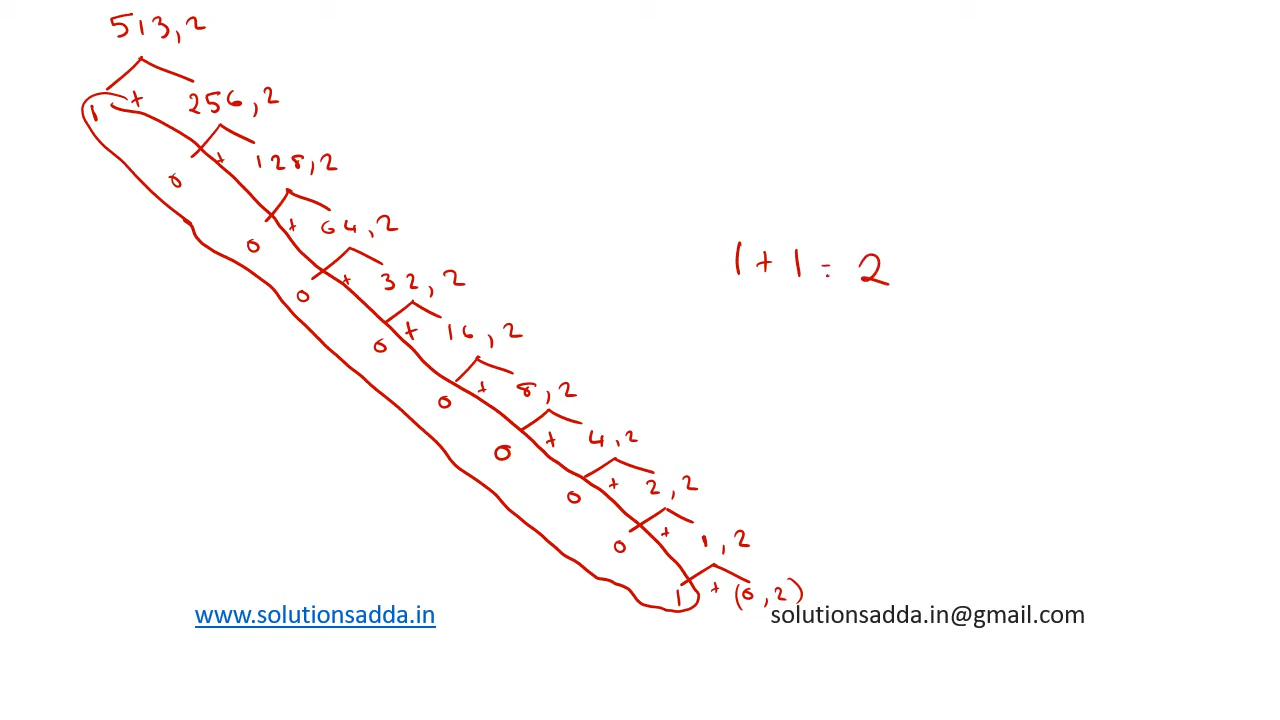 513,2
1 + 256,2
0 + 128,2
0 + 64,2
0 + 32,2
0 + 16,2
0 + 8,2
0 + 4,2
0 + 2,2
0 + 1,2
1 + (0,2)
1 + 1 = 2
www.solutionsadda.in
solutionsadda.in@gmail.com